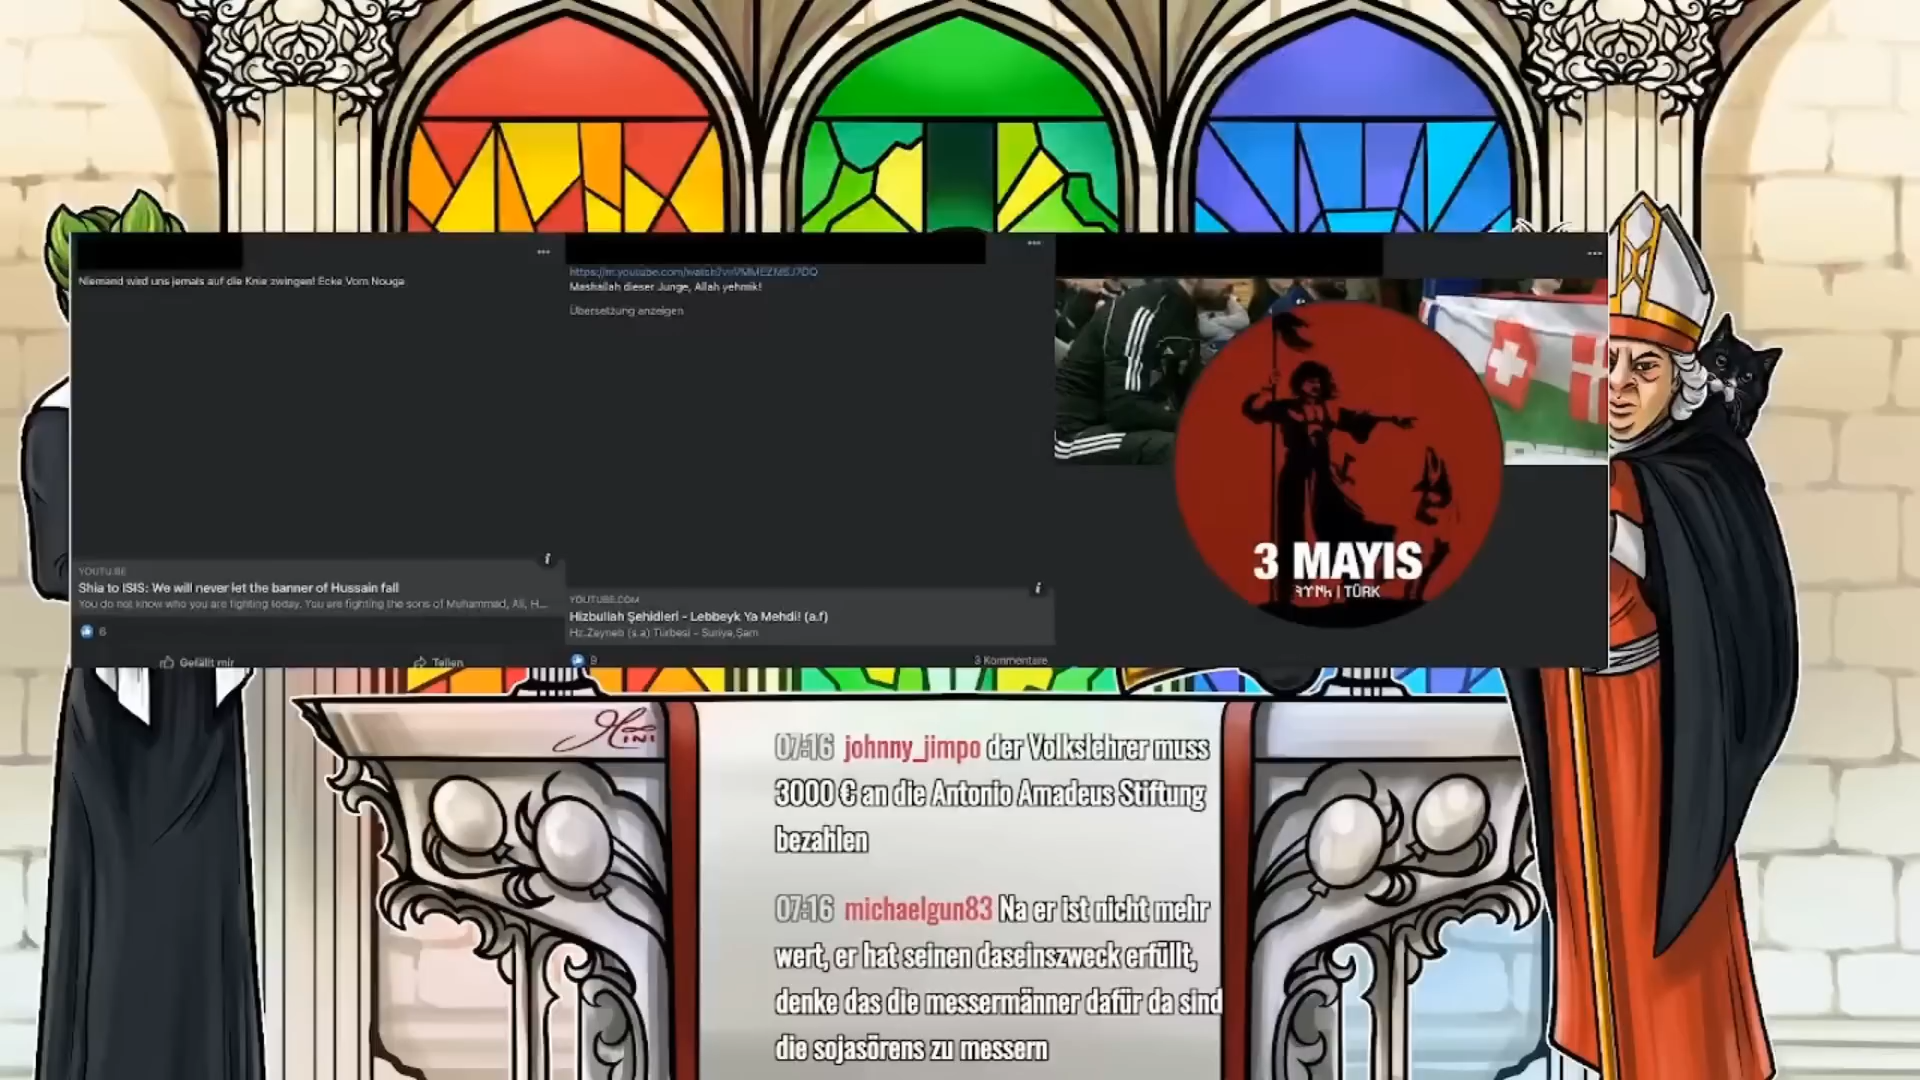 Niemand wird uns jemals auf die Knie zwingen! Ecke Vom Nouga
YOUTU.BE
Shia to ISIS: We will never let the banner of Hussain fall
You do not know who you are fighting today. You are fighting the sons of Muhammad, Ali, H...
6
Gefällt mir
Teilen
Mashallah dieser Junge, Allah yehmik!
Übersetzung anzeigen
YOUTUBE.COM
Hizbullah Şehidleri - Lebbeyk Ya Mehdi! (a.f)
Hz.Zeyneb (s.a) Türbesi - Suriye,Şam
9
3 Kommentare
3 MAYIS
| TÜRK
07:16 johnny_jimpo der Volkslehrer muss
3000 € an die Antonio Amadeus Stiftung
bezahlen
07:16 michaelgun83 Na er ist nicht mehr
wert, er hat seinen daseinszweck erfüllt,
denke das die messermänner dafür da sind
die sojasörens zu messern